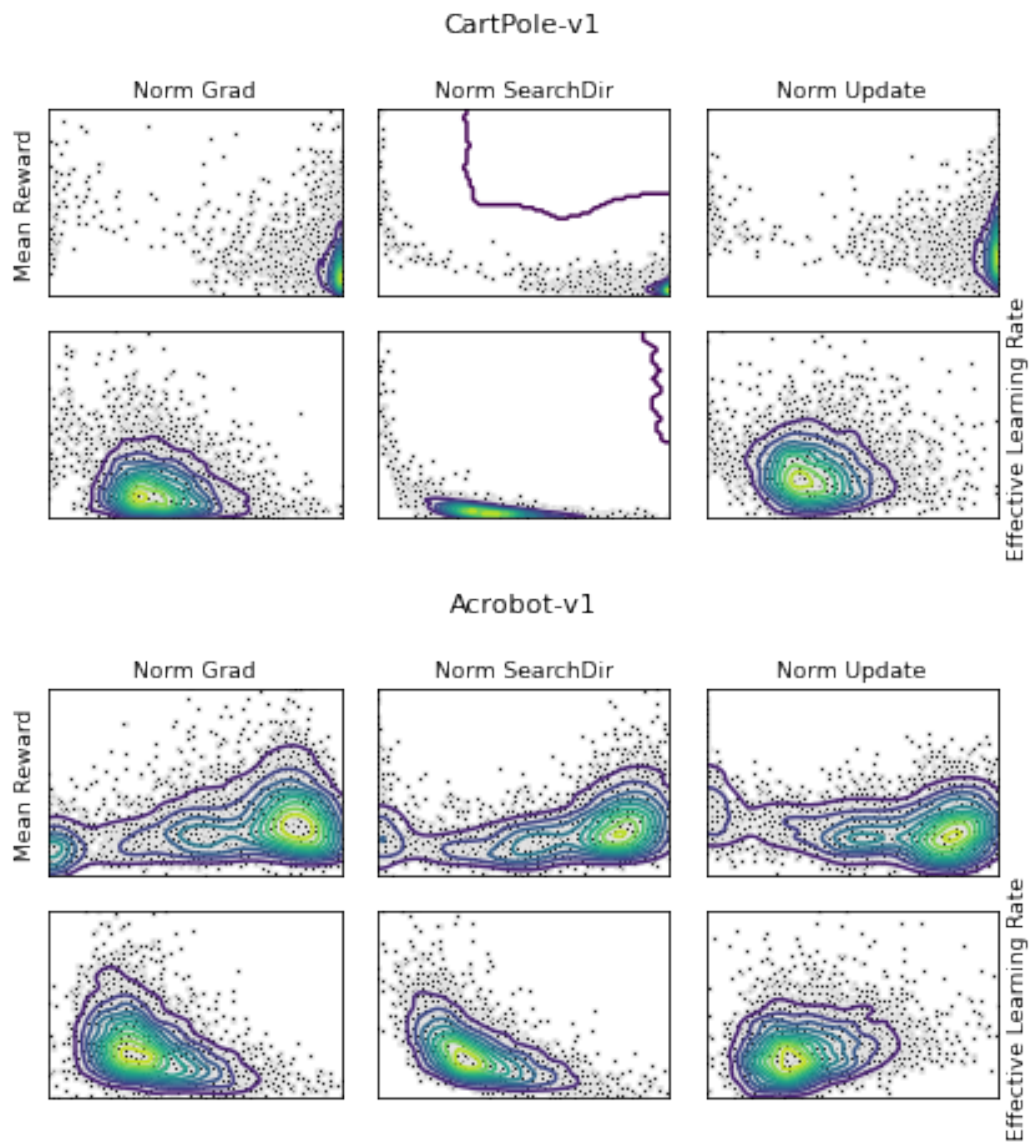 CartPole-v1
Norm Grad
Norm SearchDir
Norm Update
Mean Reward
Effective Learning Rate
Acrobot-v1
Norm Grad
Norm SearchDir
Norm Update
Mean Reward
Effective Learning Rate